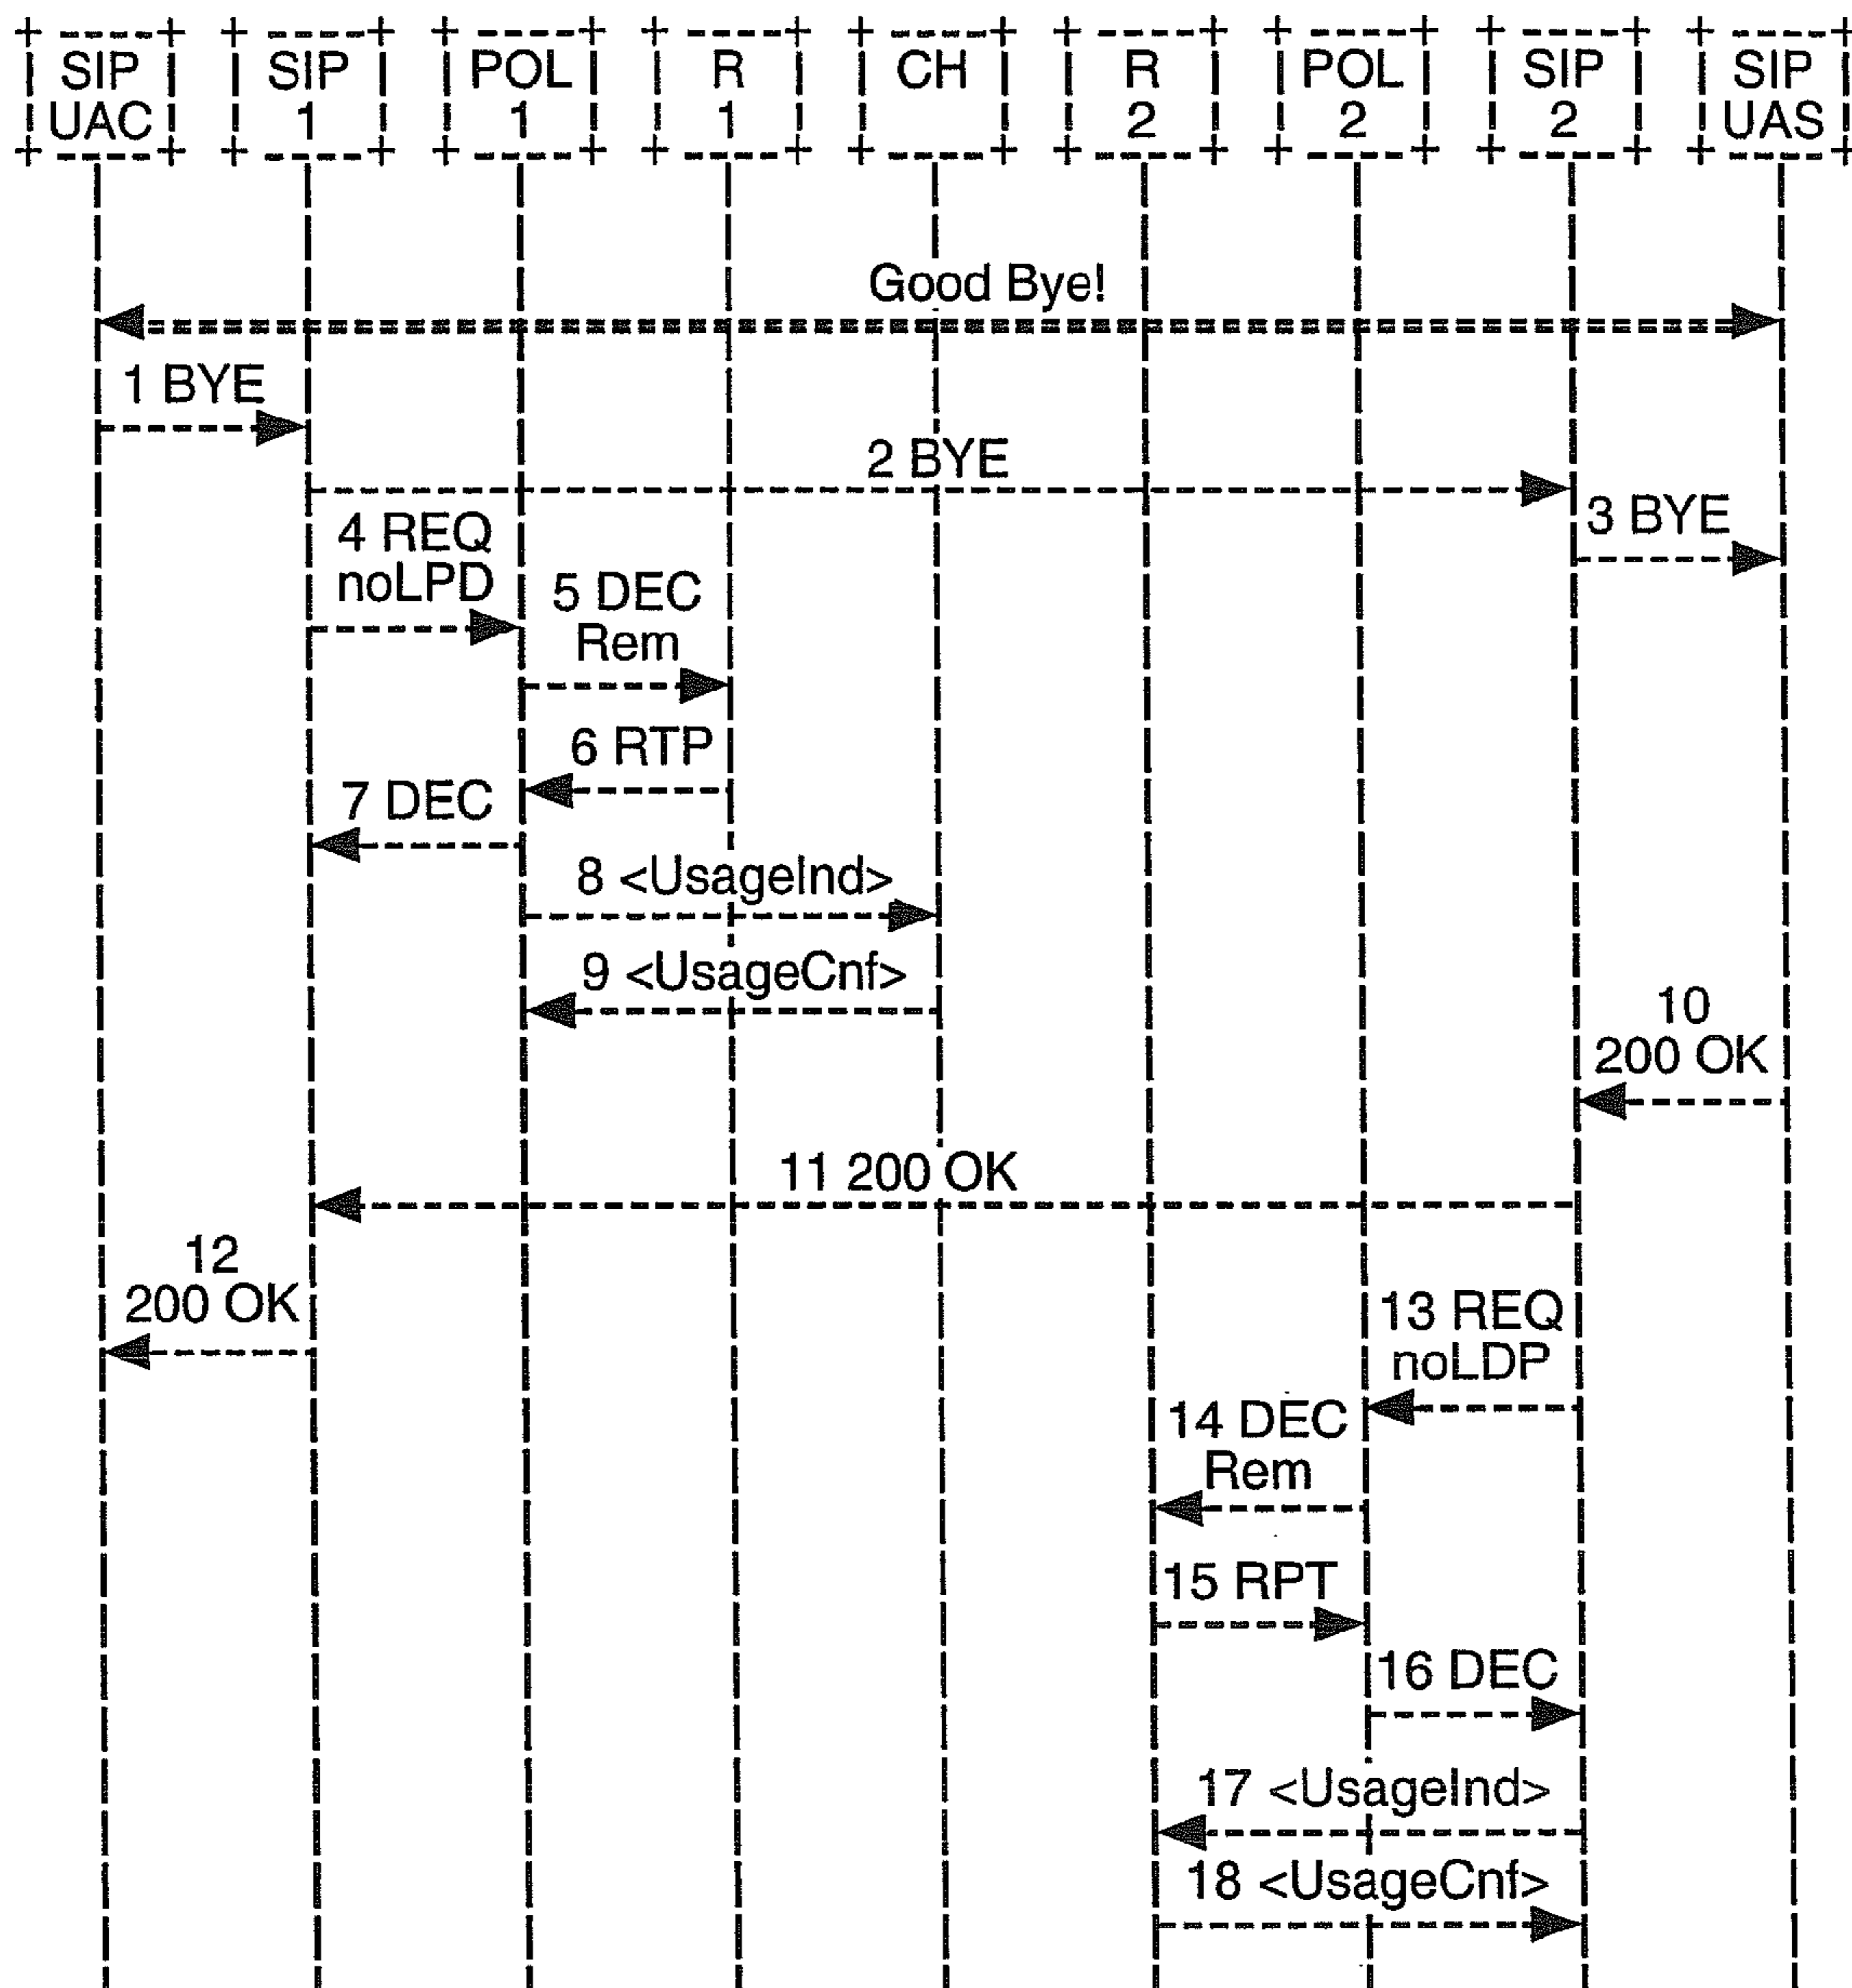 SIP UAC
SIP 1
POL 1
R 1
CH
R 2
POL 2
SIP 2
SIP UAS
Good Bye!
1 BYE
2 BYE
3 BYE
4 REQ
noLPD
5 DEC
Rem
6 RTP
7 DEC
8 <UsageInd>
9 <UsageCnf>
10
200 OK
11 200 OK
12
200 OK
13 REQ
noLDP
14 DEC
Rem
15 RPT
16 DEC
17 <UsageInd>
18 <UsageCnf>